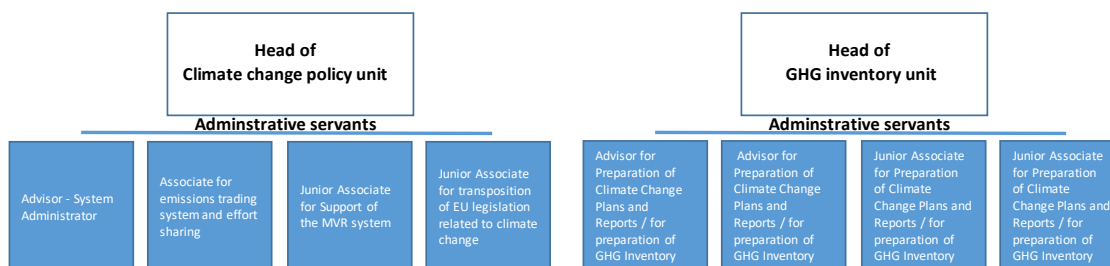 Head of
Climate change policy unit
Adminstrative servants
Advisor - System
Administrator
Associate for
emissions trading
system and effort
sharing
Junior Associate
for Support of
the MVR system
Junior Associate
for transposition
of EU legislation
related to climate
change
Head of
GHG inventory unit
Adminstrative servants
Advisor for
Preparation of
Climate Change
Plans and
Reports / for
preparation of
GHG Inventory
Advisor for
Preparation of
Climate Change
Plans and
Reports / for
preparation of
GHG Inventory
Junior Associate
for Preparation
of Climate
Change Plans and
Reports / for
preparation of
GHG Inventory
Junior Associate
for Preparation
of Climate
Change Plans and
Reports / for
preparation of
GHG Inventory